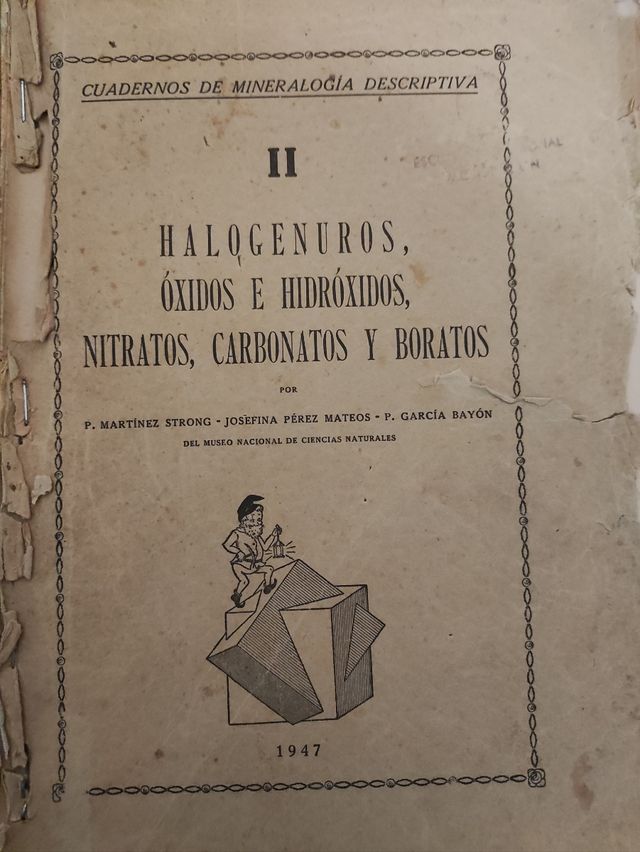 CUADERNOS DE MINERALOGÍA DESCRIPTIVA
II
HALOGENUROS,
ÓXIDOS E HIDRÓXIDOS,
NITRATOS, CARBONATOS Y BORATOS
POR
P. MARTÍNEZ STRONG - JOSEFINA PÉREZ MATEOS - P. GARCÍA BAYÓN
DEL MUSEO NACIONAL DE CIENCIAS NATURALES
1947